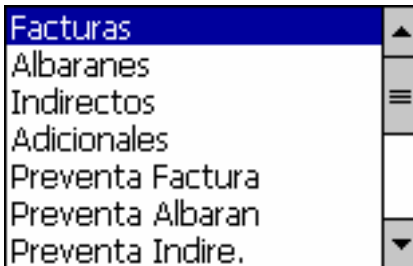 Facturas
Albaranes
Indirectos
Adicionales
Preventa Factura
Preventa Albaran
Preventa Indire.